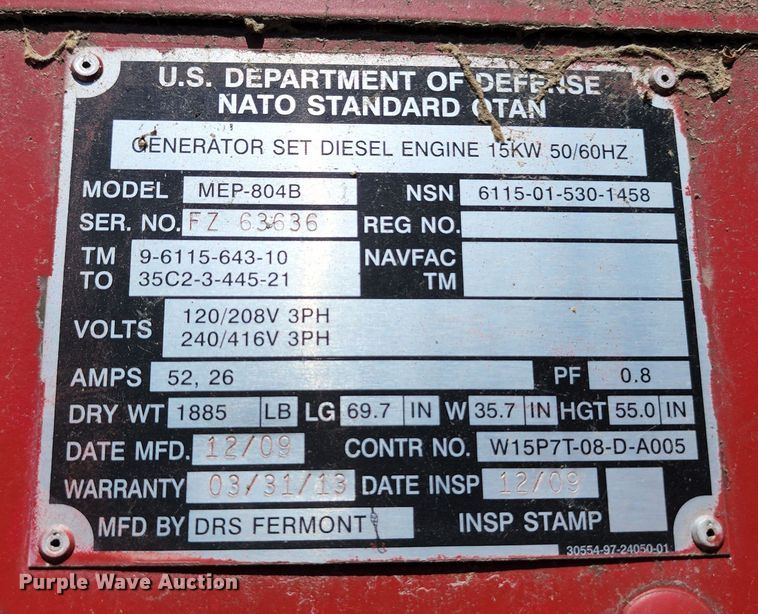 U.S. DEPARTMENT OF DEFENSE
NATO STANDARD OTAN
GENERATOR SET DIESEL ENGINE 15KW 50/60HZ
MODEL MEP-804B NSN 6115-01-530-1458
SER. NO. FZ 63636 REG NO.
TM 9-6115-643-10 NAVFAC
TO 35C2-3-445-21 TM
VOLTS 120/208V 3PH
240/416V 3PH
AMPS 52, 26 PF 0.8
DRY WT 1885 LB LG 69.7 IN W 35.7 IN HGT 55.0 IN
DATE MFD. 12/09 CONTR NO. W15P7T-08-D-A005
WARRANTY 03/31/13 DATE INSP 12/09
MFD BY DRS FERMONT INSP STAMP
30554-97-24050-01
Purple Wave Auction